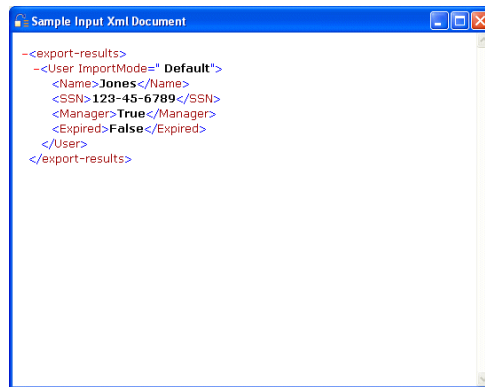 Sample Input Xml Document
−<export-results>
−<User ImportMode=" Default">
<Name>Jones</Name>
<SSN>123-45-6789</SSN>
<Manager>True</Manager>
<Expired>False</Expired>
</User>
</export-results>